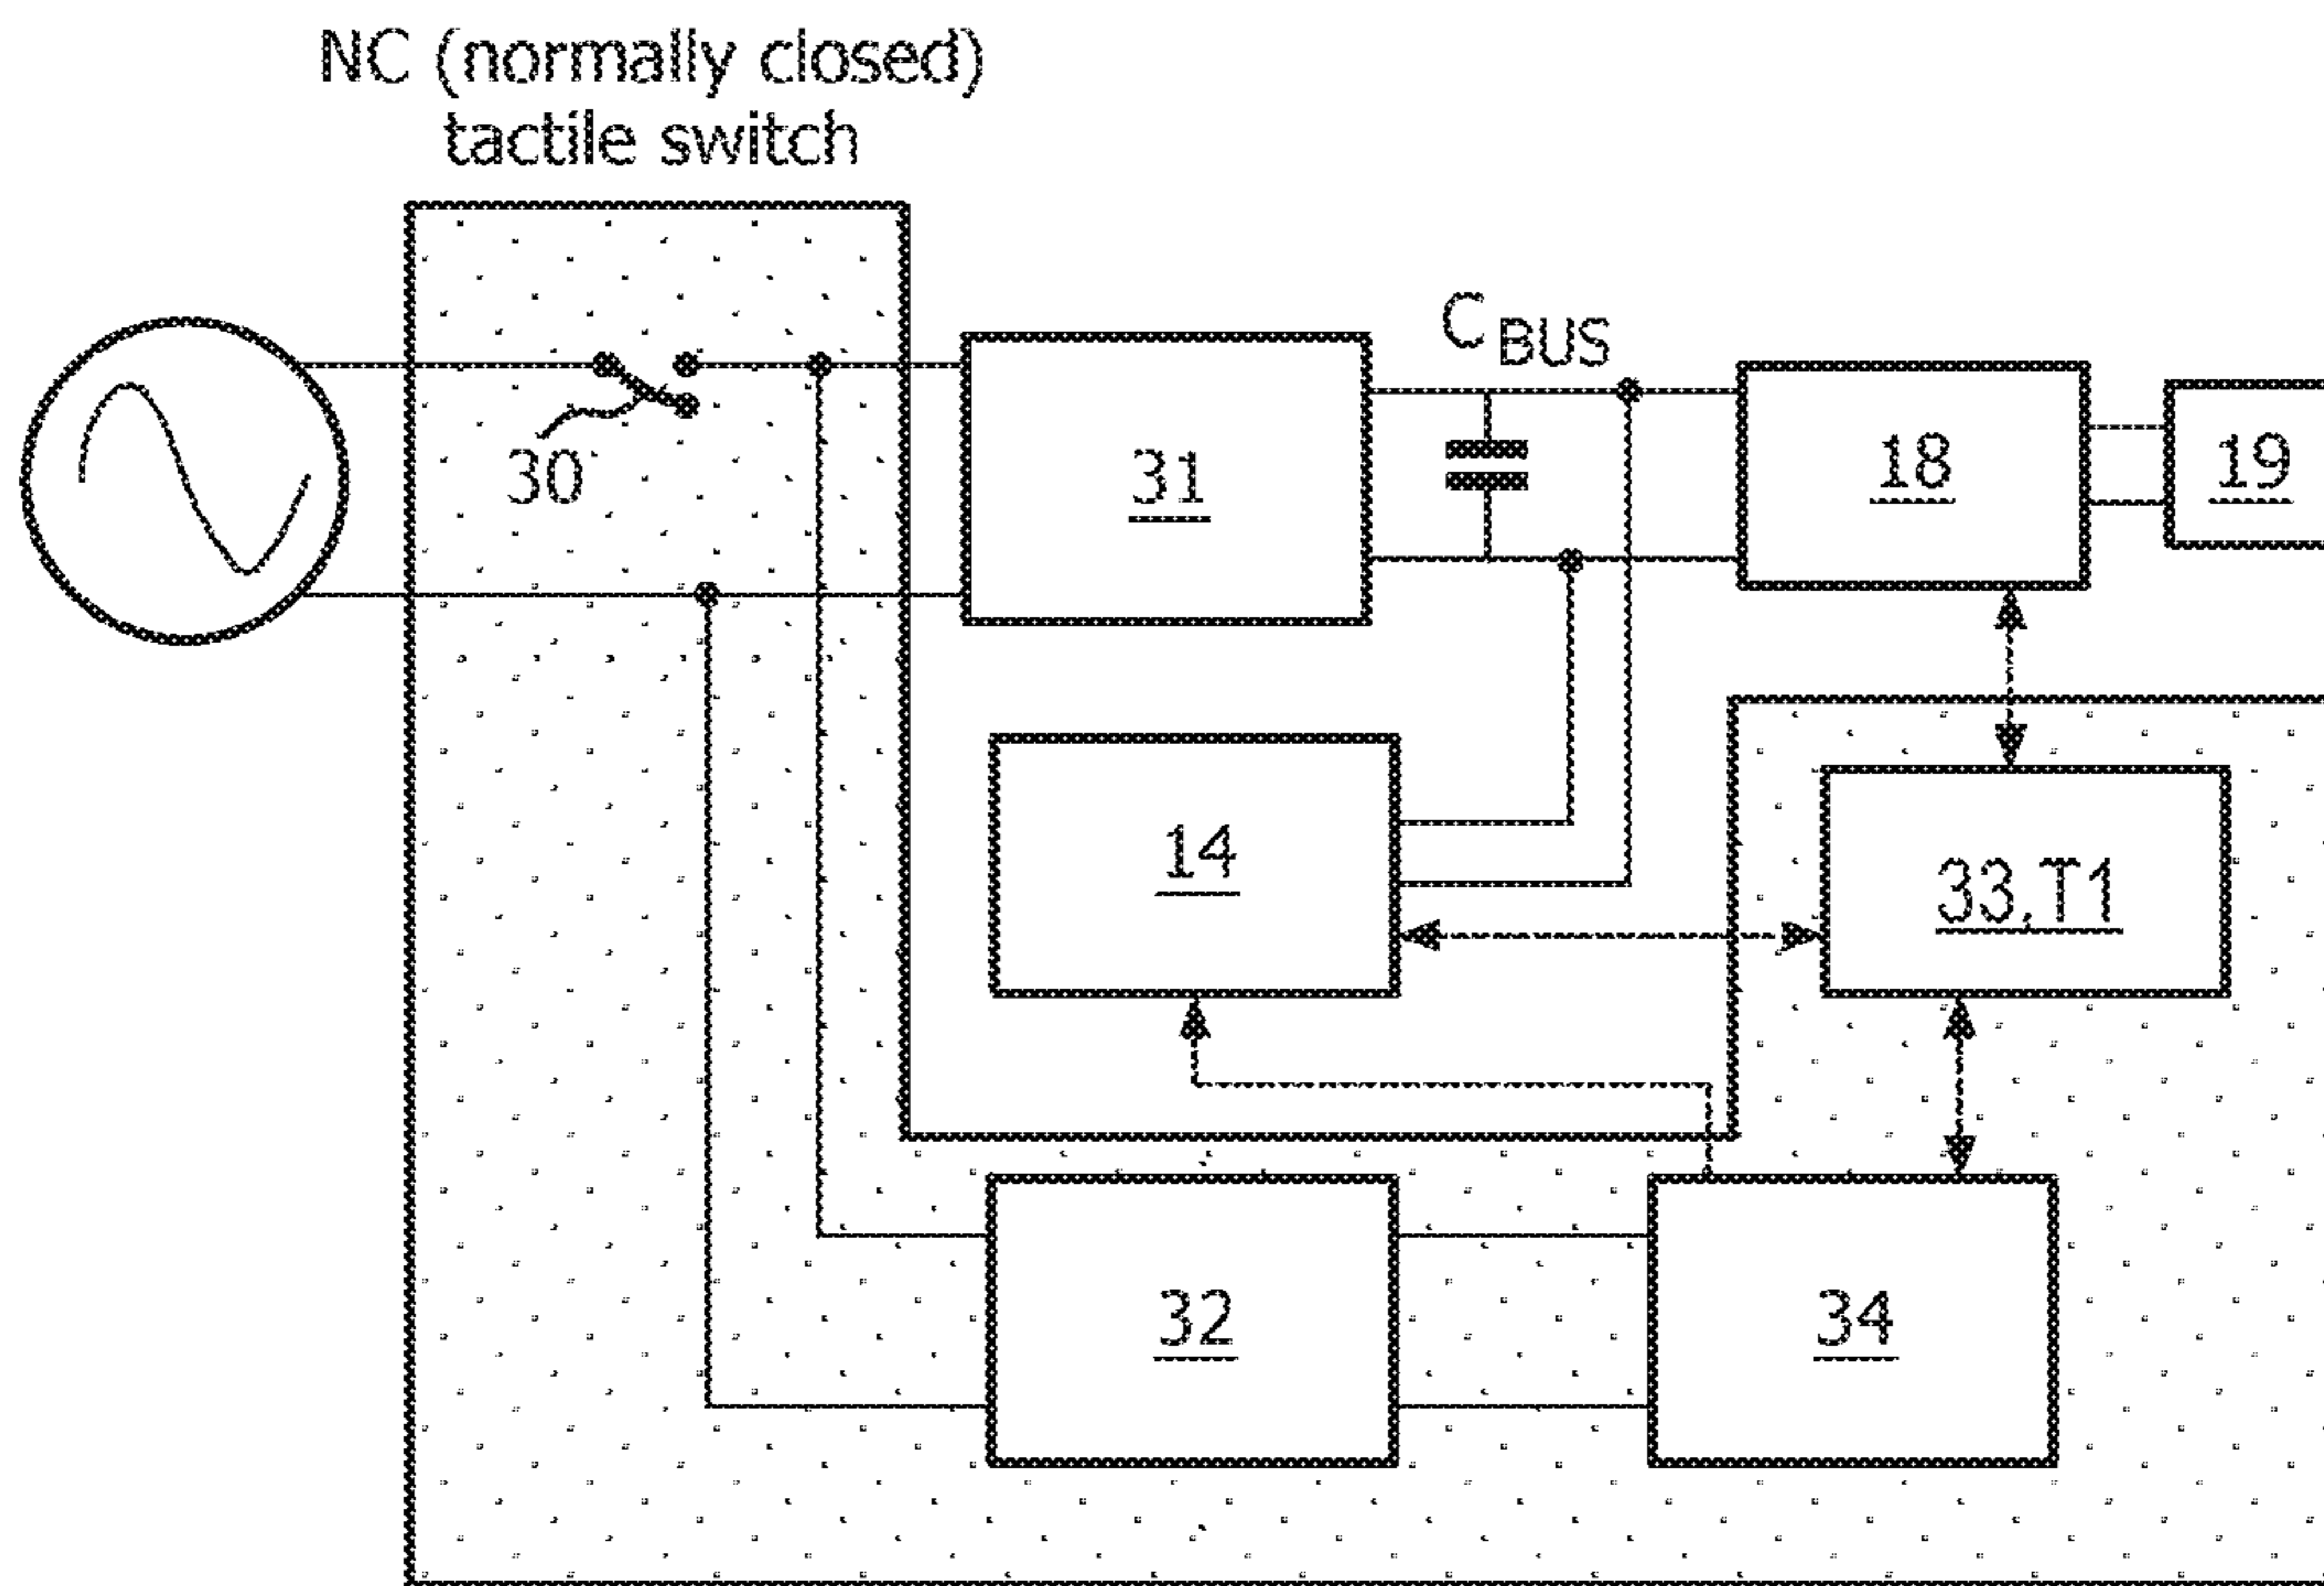 NC (normally closed)
tactile switch
C BUS
30
31
18
19
14
33,T1
32
34